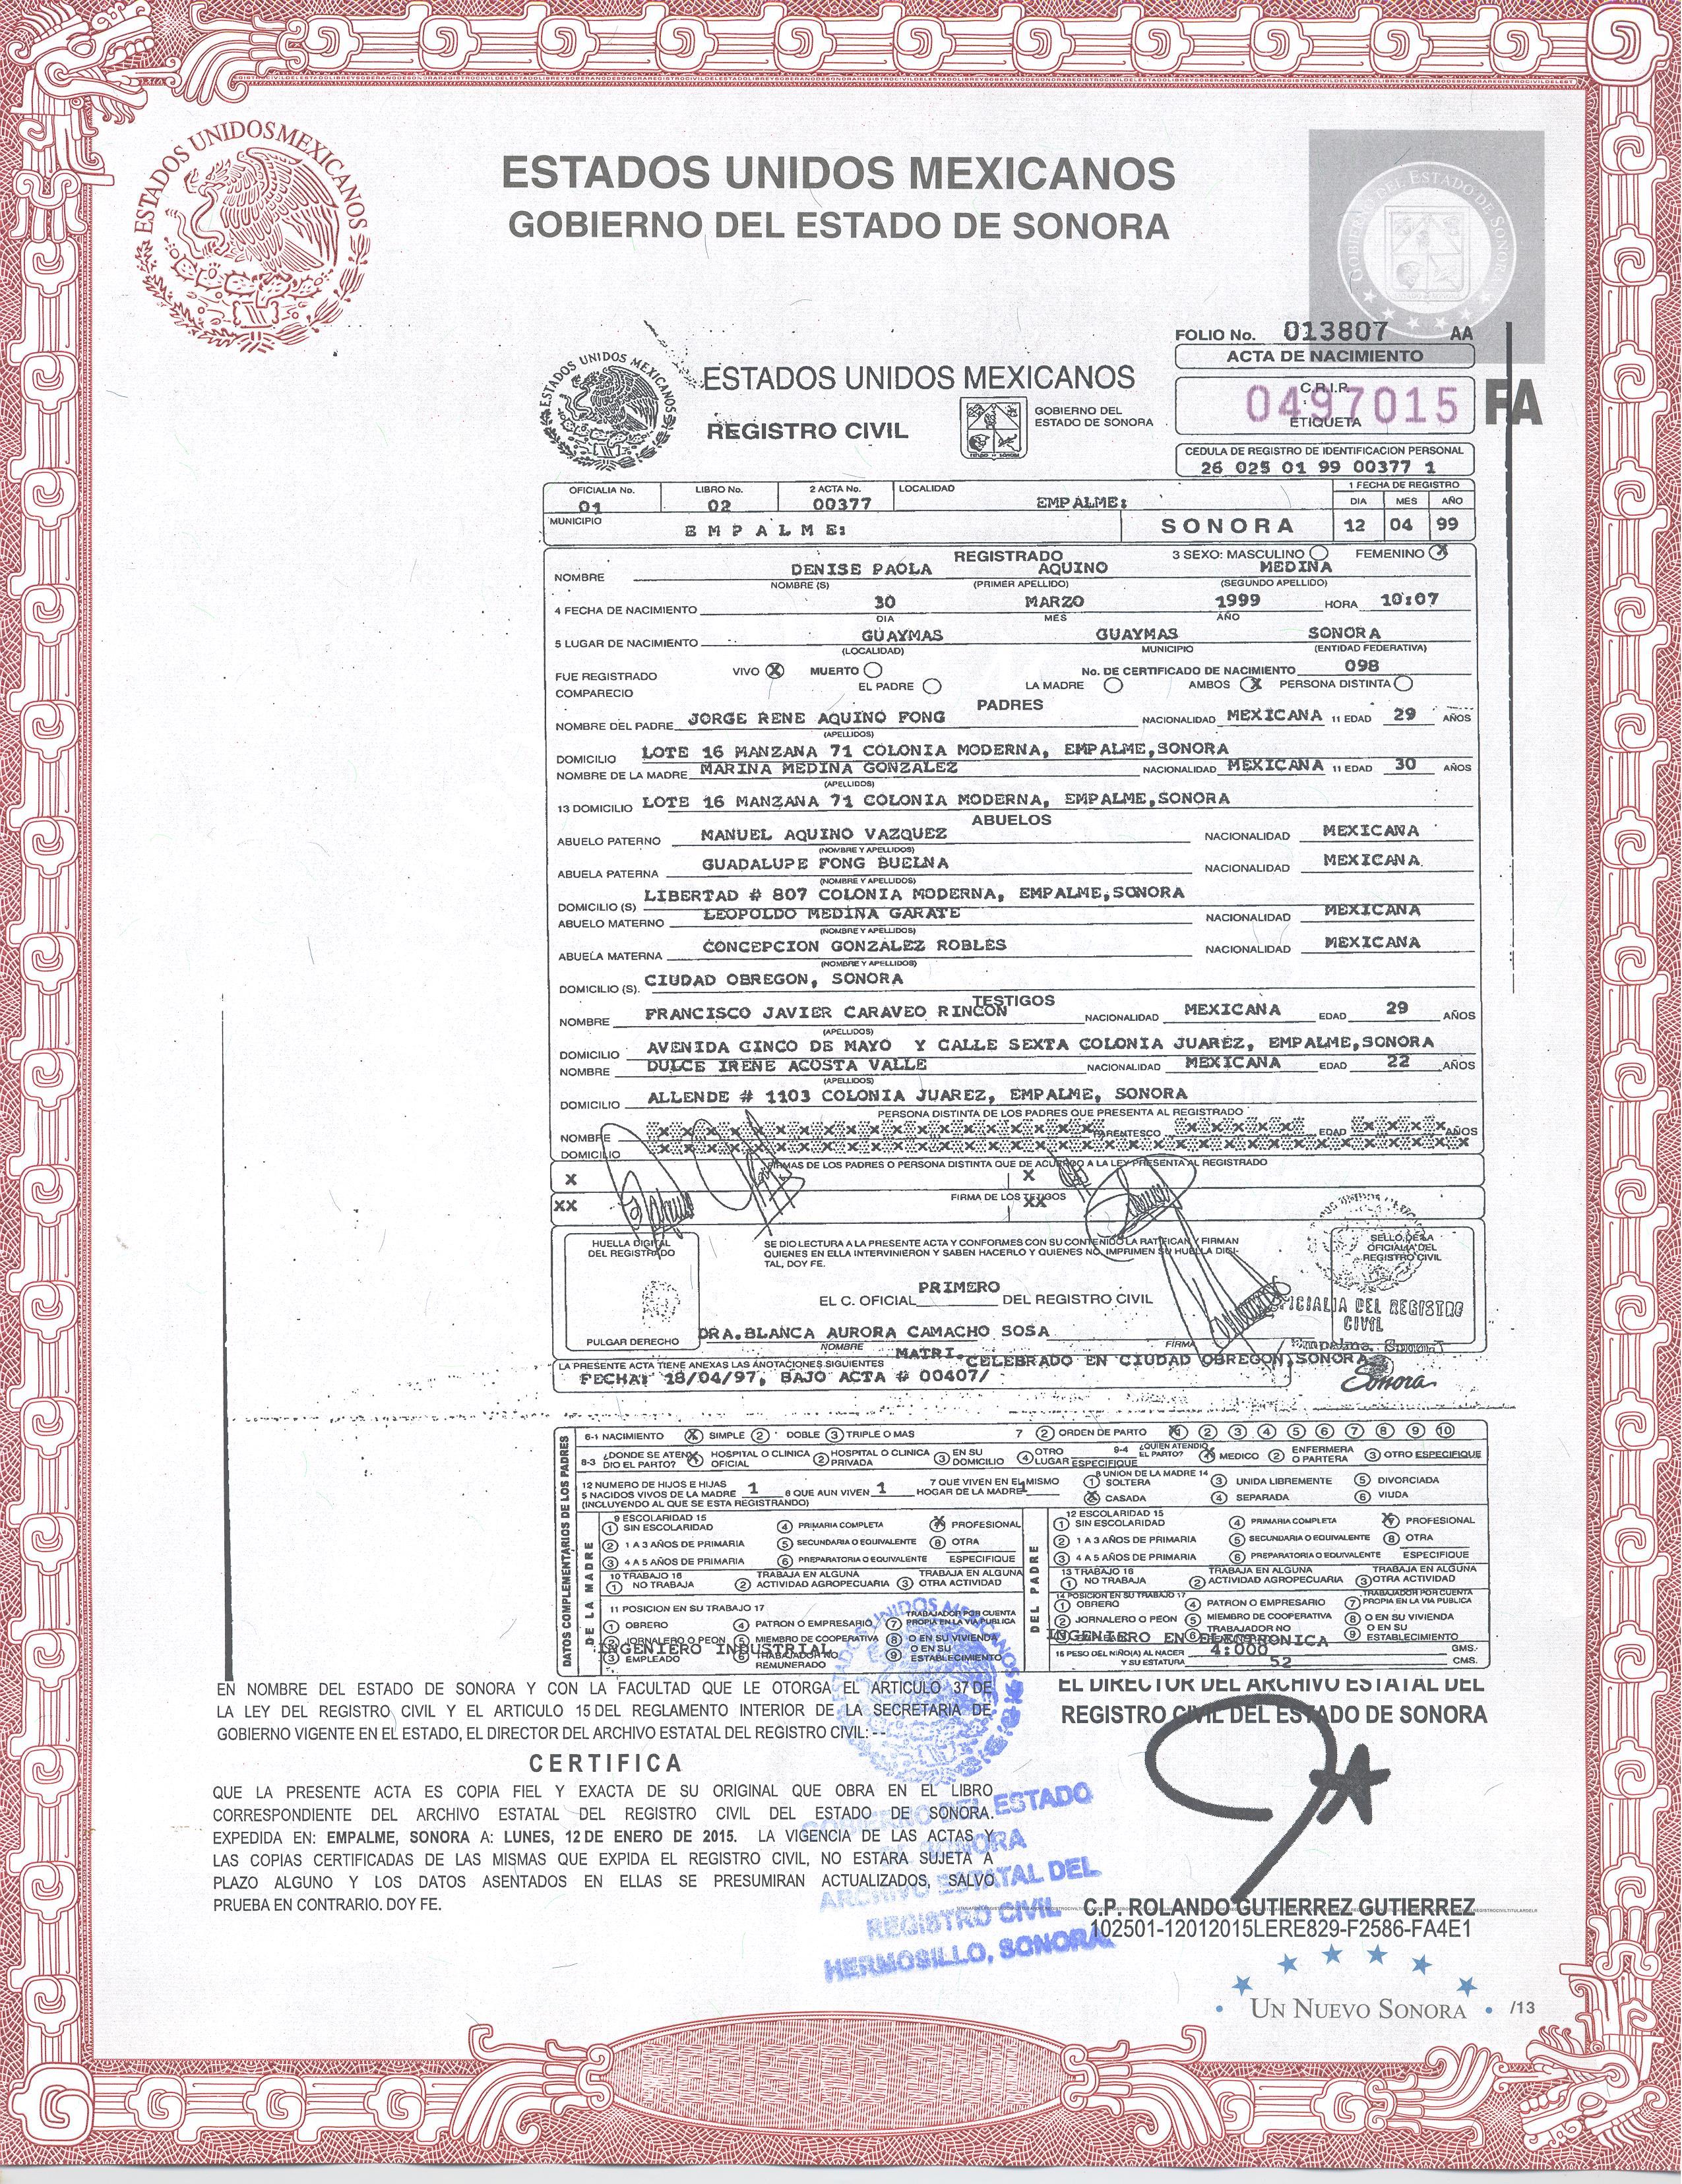 ESTADOS UNIDOS MEXICANOS
ESTADOS UNIDOS MEXICANOS
GOBIERNO DEL ESTADO DE SONORA
GOBIERNO DEL ESTADO DE SONORA
FOLIO No. 013807 AA
ACTA DE NACIMIENTO
ESTADOS UNIDOS MEXICANOS
ESTADOS UNIDOS MEXICANOS
C.R.I.P.
0497015 FA
ETIQUETA
REGISTRO CIVIL
GOBIERNO DEL
ESTADO DE SONORA
CEDULA DE REGISTRO DE IDENTIFICACION PERSONAL
26 025 01 99 00377 1
OFICIALIA No. LIBRO No. 2 ACTA No. LOCALIDAD 1 FECHA DE REGISTRO
01 02 00377 EMPALME: DIA MES AÑO
MUNICIPIO EMPALME: SONORA 12 04 99
REGISTRADO 3 SEXO: MASCULINO FEMENINO X
NOMBRE DENISE PAOLA AQUINO MEDINA
NOMBRE (S) (PRIMER APELLIDO) (SEGUNDO APELLIDO)
4 FECHA DE NACIMIENTO 30 MARZO 1999 HORA 10:07
DIA MES AÑO
5 LUGAR DE NACIMIENTO GUAYMAS GUAYMAS SONORA
(LOCALIDAD) MUNICIPIO (ENTIDAD FEDERATIVA)
FUE REGISTRADO VIVO X MUERTO No. DE CERTIFICADO DE NACIMIENTO 098
COMPARECIO EL PADRE LA MADRE AMBOS X PERSONA DISTINTA
PADRES
NOMBRE DEL PADRE JORGE RENE AQUINO FONG NACIONALIDAD MEXICANA 11 EDAD 29 AÑOS
(APELLIDOS)
DOMICILIO LOTE 16 MANZANA 71 COLONIA MODERNA, EMPALME,SONORA
NOMBRE DE LA MADRE MARINA MEDINA GONZALEZ NACIONALIDAD MEXICANA 11 EDAD 30 AÑOS
(APELLIDOS)
13 DOMICILIO LOTE 16 MANZANA 71 COLONIA MODERNA, EMPALME,SONORA
ABUELOS
ABUELO PATERNO MANUEL AQUINO VAZQUEZ NACIONALIDAD MEXICANA
(NOMBRE Y APELLIDOS)
ABUELA PATERNA GUADALUPE FONG BUELNA NACIONALIDAD MEXICANA
(NOMBRE Y APELLIDOS)
DOMICILIO (S) LIBERTAD # 807 COLONIA MODERNA, EMPALME,SONORA
ABUELO MATERNO LEOPOLDO MEDINA GARATE NACIONALIDAD MEXICANA
(NOMBRE Y APELLIDOS)
ABUELA MATERNA CONCEPCION GONZALEZ ROBLES NACIONALIDAD MEXICANA
(NOMBRE Y APELLIDOS)
DOMICILIO (S). CIUDAD OBREGON, SONORA
TESTIGOS
NOMBRE FRANCISCO JAVIER CARAVEO RINCON NACIONALIDAD MEXICANA EDAD 29 AÑOS
(APELLIDOS)
DOMICILIO AVENIDA CINCO DE MAYO Y CALLE SEXTA COLONIA JUAREZ, EMPALME,SONORA
NOMBRE DULCE IRENE ACOSTA VALLE NACIONALIDAD MEXICANA EDAD 22 AÑOS
(APELLIDOS)
DOMICILIO ALLENDE # 1103 COLONIA JUAREZ, EMPALME, SONORA
PERSONA DISTINTA DE LOS PADRES QUE PRESENTA AL REGISTRADO
NOMBRE PARENTESCO EDAD AÑOS
DOMICILIO
FIRMAS DE LOS PADRES O PERSONA DISTINTA QUE DE ACUERDO A LA LEY PRESENTA AL REGISTRADO
X X
FIRMA DE LOS TESTIGOS
XX XX
HUELLA DIGITAL
DEL REGISTRADO
SE DIO LECTURA A LA PRESENTE ACTA Y CONFORMES CON SU CONTENIDO LA RATIFICAN Y FIRMAN
QUIENES EN ELLA INTERVINIERON Y SABEN HACERLO Y QUIENES NO, IMPRIMEN SU HUELLA DIGI-
TAL, DOY FE.
SELLO DE LA
OFICIALIA DEL
REGISTRO CIVIL
EL C. OFICIAL PRIMERO DEL REGISTRO CIVIL
OFICIALIA DEL REGISTRO
CIVIL
PULGAR DERECHO DRA.BLANCA AURORA CAMACHO SOSA
NOMBRE FIRMA
Empalme, Sonora
LA PRESENTE ACTA TIENE ANEXAS LAS ANOTACIONES SIGUIENTES MATRI. CELEBRADO EN CIUDAD OBREGON,SONORA
FECHA: 18/04/97, BAJO ACTA # 00407/
Sonora
DATOS COMPLEMENTARIOS DE LOS PADRES
6-1 NACIMIENTO X SIMPLE 2 DOBLE 3 TRIPLE O MAS 7 2 ORDEN DE PARTO X 2 3 4 5 6 7 8 9 10
8-3 ¿DONDE SE ATENDIO EL PARTO? X HOSPITAL O CLINICA OFICIAL 2 HOSPITAL O CLINICA PRIVADA 3 EN SU DOMICILIO 4 OTRO LUGAR ESPECIFIQUE 9-4 ¿QUIEN ATENDIO EL PARTO? X MEDICO 2 ENFERMERA O PARTERA 3 OTRO ESPECIFIQUE
12 NUMERO DE HIJOS E HIJAS
5 NACIDOS VIVOS DE LA MADRE 1 6 QUE AUN VIVEN 1 7 QUE VIVEN EN EL MISMO HOGAR DE LA MADRE 1
(INCLUYENDO AL QUE SE ESTA REGISTRANDO)
8 UNION DE LA MADRE 14
1 SOLTERA 3 UNIDA LIBREMENTE 5 DIVORCIADA
X CASADA 4 SEPARADA 6 VIUDA
DE LA MADRE
9 ESCOLARIDAD 15
1 SIN ESCOLARIDAD 4 PRIMARIA COMPLETA X PROFESIONAL
2 1 A 3 AÑOS DE PRIMARIA 5 SECUNDARIA O EQUIVALENTE 8 OTRA
3 4 A 5 AÑOS DE PRIMARIA 6 PREPARATORIA O EQUIVALENTE ESPECIFIQUE
10 TRABAJO 16
1 NO TRABAJA 2 TRABAJA EN ALGUNA ACTIVIDAD AGROPECUARIA 3 TRABAJA EN ALGUNA OTRA ACTIVIDAD
11 POSICION EN SU TRABAJO 17
1 OBRERO 4 PATRON O EMPRESARIO 7 TRABAJADOR POR CUENTA PROPIA EN LA VIA PUBLICA
2 JORNALERO O PEON 5 MIEMBRO DE COOPERATIVA 8 O EN SU VIVIENDA
3 EMPLEADO 6 TRABAJADOR NO REMUNERADO 9 O EN SU ESTABLECIMIENTO
INGENIERO INDUSTRIAL
DEL PADRE
12 ESCOLARIDAD 15
1 SIN ESCOLARIDAD 4 PRIMARIA COMPLETA X PROFESIONAL
2 1 A 3 AÑOS DE PRIMARIA 5 SECUNDARIA O EQUIVALENTE 8 OTRA
3 4 A 5 AÑOS DE PRIMARIA 6 PREPARATORIA O EQUIVALENTE ESPECIFIQUE
13 TRABAJO 16
1 NO TRABAJA 2 TRABAJA EN ALGUNA ACTIVIDAD AGROPECUARIA 3 TRABAJA EN ALGUNA OTRA ACTIVIDAD
14 POSICION EN SU TRABAJO 17
1 OBRERO 4 PATRON O EMPRESARIO 7 TRABAJADOR POR CUENTA PROPIA EN LA VIA PUBLICA
2 JORNALERO O PEON 5 MIEMBRO DE COOPERATIVA 8 O EN SU VIVIENDA
6 TRABAJADOR NO 9 O EN SU ESTABLECIMIENTO
INGENIERO EN ELECTRONICA
15 PESO DEL NIÑO(A) AL NACER 4:000 GMS.
Y SU ESTATURA 52 CMS.
EN NOMBRE DEL ESTADO DE SONORA Y CON LA FACULTAD QUE LE OTORGA EL ARTICULO 37 DE
LA LEY DEL REGISTRO CIVIL Y EL ARTICULO 15 DEL REGLAMENTO INTERIOR DE LA SECRETARIA DE
GOBIERNO VIGENTE EN EL ESTADO, EL DIRECTOR DEL ARCHIVO ESTATAL DEL REGISTRO CIVIL: - -
CERTIFICA
QUE LA PRESENTE ACTA ES COPIA FIEL Y EXACTA DE SU ORIGINAL QUE OBRA EN EL LIBRO
CORRESPONDIENTE DEL ARCHIVO ESTATAL DEL REGISTRO CIVIL DEL ESTADO DE SONORA.
EXPEDIDA EN: EMPALME, SONORA A: LUNES, 12 DE ENERO DE 2015. LA VIGENCIA DE LAS ACTAS Y
LAS COPIAS CERTIFICADAS DE LAS MISMAS QUE EXPIDA EL REGISTRO CIVIL, NO ESTARA SUJETA A
PLAZO ALGUNO Y LOS DATOS ASENTADOS EN ELLAS SE PRESUMIRAN ACTUALIZADOS, SALVO
PRUEBA EN CONTRARIO. DOY FE.
ESTADOS UNIDOS MEXICANOS
GOBIERNO DEL ESTADO
DE SONORA
ARCHIVO ESTATAL DEL
REGISTRO CIVIL
HERMOSILLO, SONORA.
EL DIRECTOR DEL ARCHIVO ESTATAL DEL
REGISTRO CIVIL DEL ESTADO DE SONORA
C.P. ROLANDO GUTIERREZ GUTIERREZ
102501-12012015LERE829-F2586-FA4E1
UN NUEVO SONORA /13